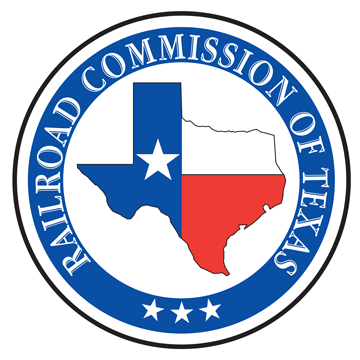 RAILROAD COMMISSION OF TEXAS